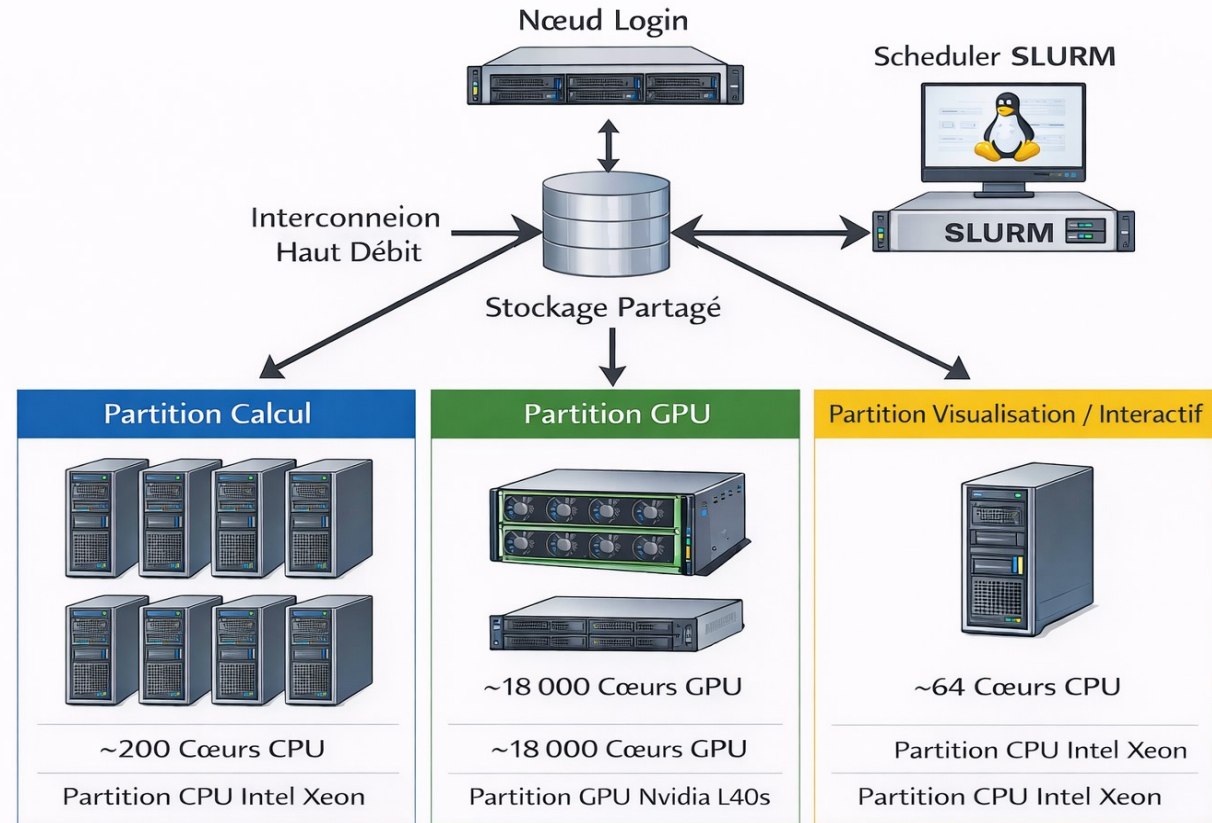 Nœud Login
Scheduler SLURM
SLURM
Interconneion
Haut Débit
Stockage Partagé
Partition Calcul
~200 Cœurs CPU
Partition CPU Intel Xeon
Partition GPU
~18 000 Cœurs GPU
~18 000 Cœurs GPU
Partition GPU Nvidia L40s
Partition Visualisation / Interactif
~64 Cœurs CPU
Partition CPU Intel Xeon
Partition CPU Intel Xeon